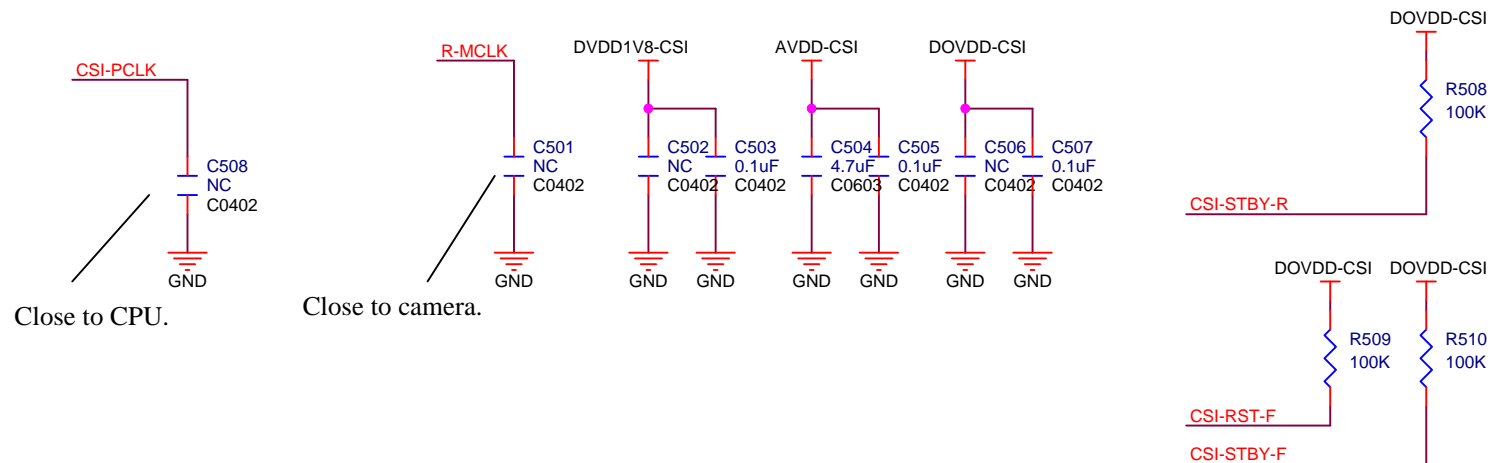 CSI-PCLK
C508
NC
C0402
GND
Close to CPU.
R-MCLK
C501
NC
C0402
GND
Close to camera.
DVDD1V8-CSI
C502
NC
C0402
GND
C503
0.1uF
C0402
GND
AVDD-CSI
C504
4.7uF
C0603
GND
C505
0.1uF
C0402
GND
DOVDD-CSI
C506
NC
C0402
GND
C507
0.1uF
C0402
GND
DOVDD-CSI
R508
100K
CSI-STBY-R
DOVDD-CSI
R509
100K
CSI-RST-F
DOVDD-CSI
R510
100K
CSI-STBY-F